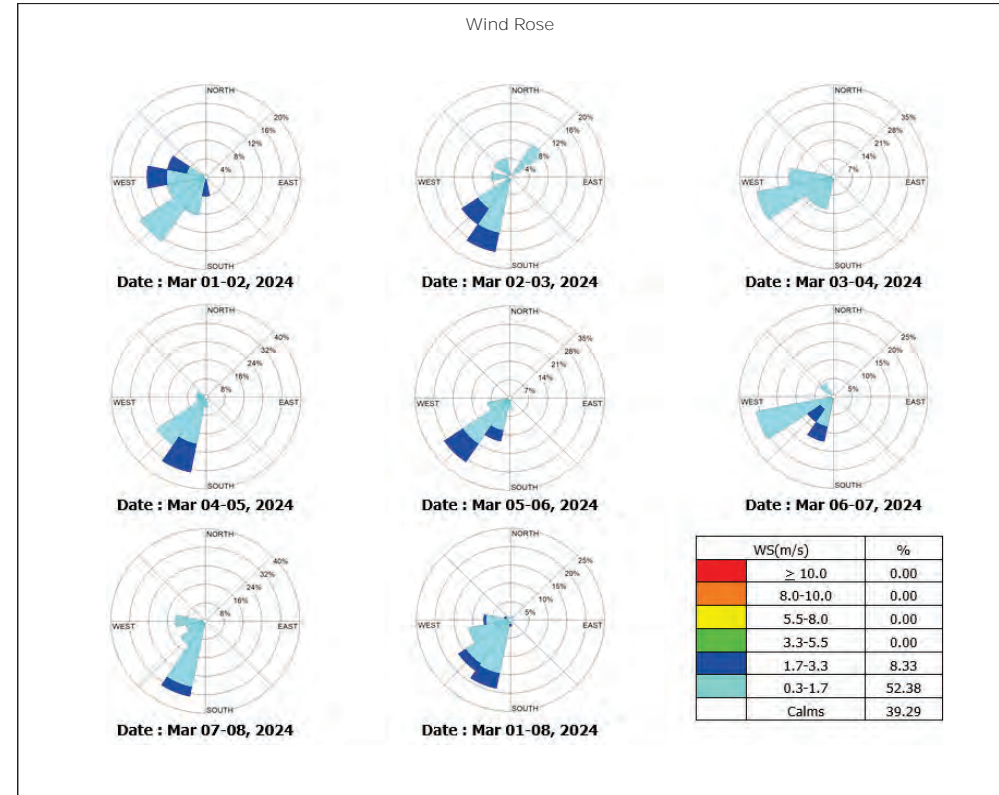 Wind Rose
NORTH
20%
16%
12%
8%
4%
WEST
EAST
SOUTH
Date : Mar 01-02, 2024
NORTH
20%
16%
12%
8%
4%
WEST
EAST
SOUTH
Date : Mar 02-03, 2024
NORTH
35%
28%
21%
14%
7%
WEST
EAST
SOUTH
Date : Mar 03-04, 2024
NORTH
40%
32%
24%
16%
8%
WEST
EAST
SOUTH
Date : Mar 04-05, 2024
NORTH
35%
28%
21%
14%
7%
WEST
EAST
SOUTH
Date : Mar 05-06, 2024
NORTH
25%
20%
15%
10%
5%
WEST
EAST
SOUTH
Date : Mar 06-07, 2024
NORTH
40%
32%
24%
16%
8%
WEST
EAST
SOUTH
Date : Mar 07-08, 2024
NORTH
25%
20%
15%
10%
5%
WEST
EAST
SOUTH
Date : Mar 01-08, 2024
WS(m/s) %
≥ 10.0 0.00
8.0-10.0 0.00
5.5-8.0 0.00
3.3-5.5 0.00
1.7-3.3 8.33
0.3-1.7 52.38
Calms 39.29